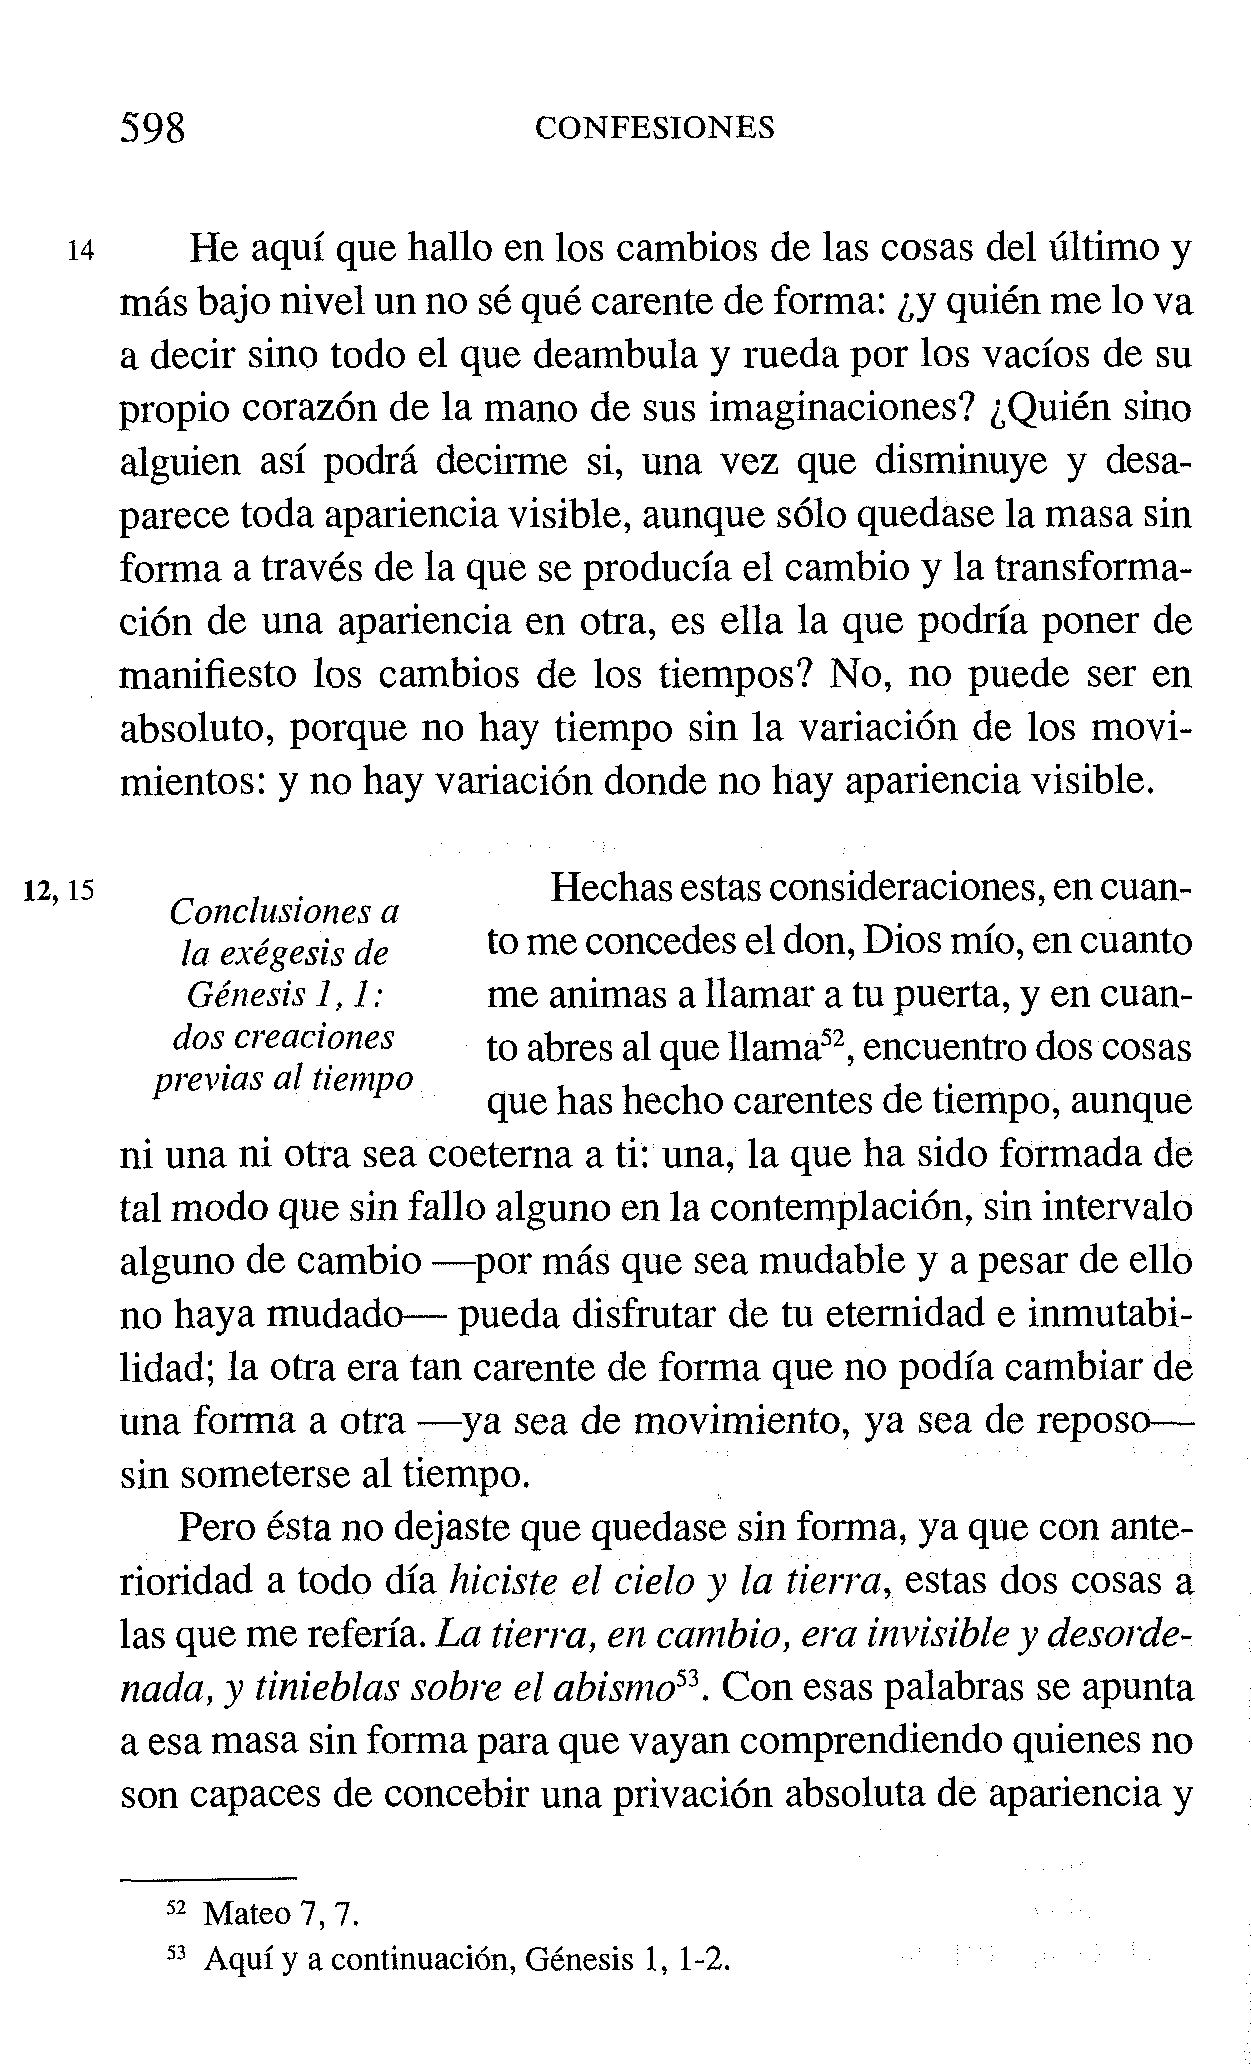 598 CONFESIONES
14 He aquí que hallo en los cambios de las cosas del último y
más bajo nivel un no sé qué carente de forma: ¿y quién me lo va
a decir sino todo el que deambula y rueda por los vacíos de su
propio corazón de la mano de sus imaginaciones? ¿Quién sino
alguien así podrá decirme si, una vez que disminuye y desa-
parece toda apariencia visible, aunque sólo quedase la masa sin
forma a través de la que se producía el cambio y la transforma-
ción de una apariencia en otra, es ella la que podría poner de
manifiesto los cambios de los tiempos? No, no puede ser en
absoluto, porque no hay tiempo sin la variación de los movi-
mientos: y no hay variación donde no hay apariencia visible.
12, 15
Conclusiones a
la exégesis de
Génesis 1, 1:
dos creaciones
previas al tiempo
Hechas estas consideraciones, en cuan-
to me concedes el don, Dios mío, en cuanto
me animas a llamar a tu puerta, y en cuan-
to abres al que llama⁵², encuentro dos cosas
que has hecho carentes de tiempo, aunque
ni una ni otra sea coeterna a ti: una, la que ha sido formada de
tal modo que sin fallo alguno en la contemplación, sin intervalo
alguno de cambio —por más que sea mudable y a pesar de ello
no haya mudado— pueda disfrutar de tu eternidad e inmutabi-
lidad; la otra era tan carente de forma que no podía cambiar de
una forma a otra —ya sea de movimiento, ya sea de reposo—
sin someterse al tiempo.
Pero ésta no dejaste que quedase sin forma, ya que con ante-
rioridad a todo día hiciste el cielo y la tierra, estas dos cosas a
las que me refería. La tierra, en cambio, era invisible y desorde-
nada, y tinieblas sobre el abismo⁵³. Con esas palabras se apunta
a esa masa sin forma para que vayan comprendiendo quienes no
son capaces de concebir una privación absoluta de apariencia y
⁵² Mateo 7, 7.
⁵³ Aquí y a continuación, Génesis 1, 1-2.